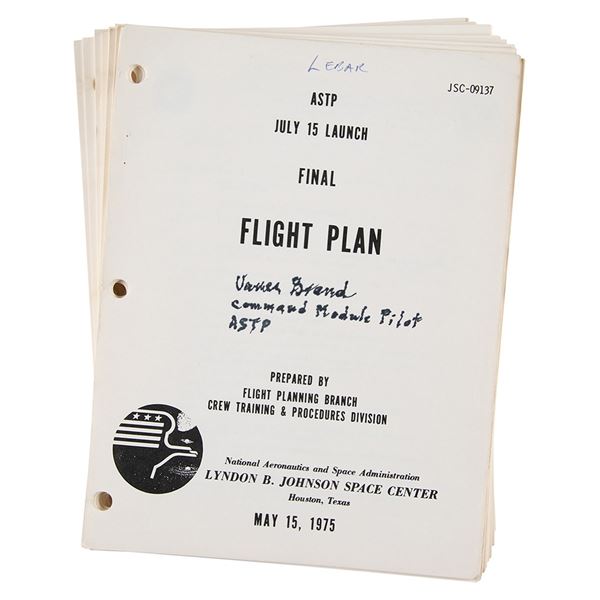 LEBAR
JSC-09137
ASTP
JULY 15 LAUNCH
FINAL
FLIGHT PLAN
Vance Brand
Command Module Pilot
ASTP
PREPARED BY
FLIGHT PLANNING BRANCH
CREW TRAINING & PROCEDURES DIVISION
National Aeronautics and Space Administration
LYNDON B. JOHNSON SPACE CENTER
Houston, Texas
MAY 15, 1975